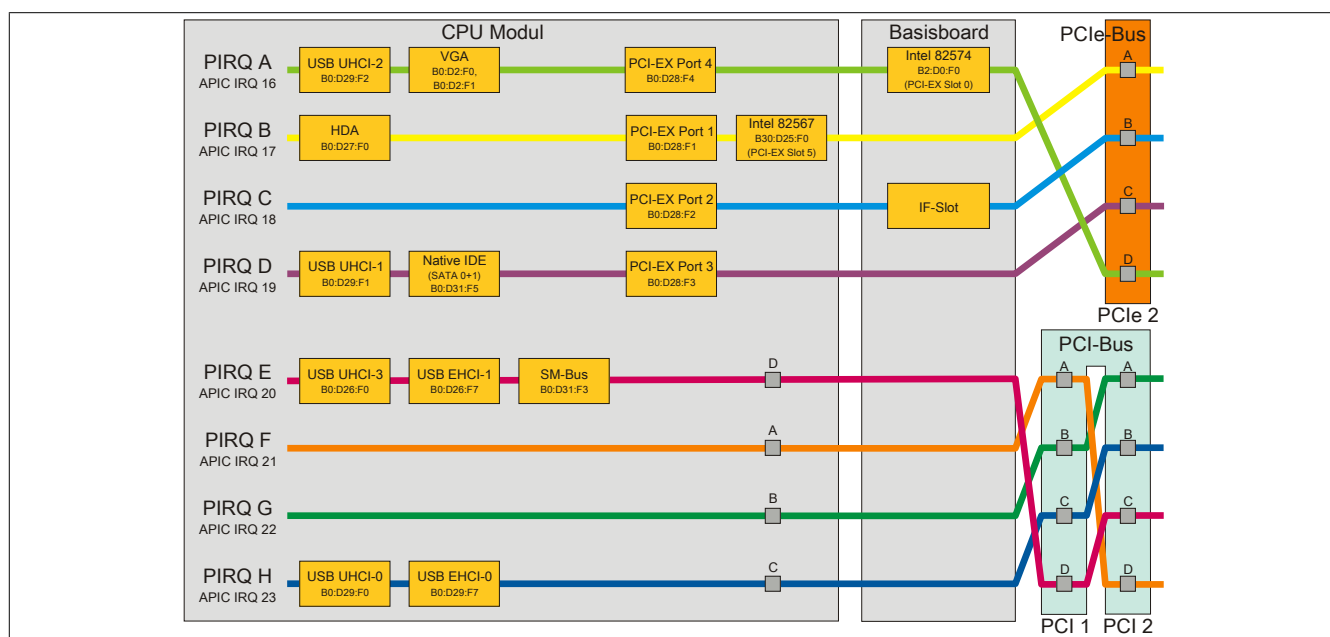 CPU Modul
Basisboard
PCIe-Bus
PIRQ A
APIC IRQ 16
USB UHCI-2
B0:D29:F2
VGA
B0:D2:F0,
B0:D2:F1
PCI-EX Port 4
B0:D28:F4
Intel 82574
B2:D0:F0
(PCI-EX Slot 0)
A
PIRQ B
APIC IRQ 17
HDA
B0:D27:F0
PCI-EX Port 1
B0:D28:F1
Intel 82567
B30:D25:F0
(PCI-EX Slot 5)
B
PIRQ C
APIC IRQ 18
PCI-EX Port 2
B0:D28:F2
IF-Slot
C
PIRQ D
APIC IRQ 19
USB UHCI-1
B0:D29:F1
Native IDE
(SATA 0+1)
B0:D31:F5
PCI-EX Port 3
B0:D28:F3
D
PCIe 2
PCI-Bus
PIRQ E
APIC IRQ 20
USB UHCI-3
B0:D26:F0
USB EHCI-1
B0:D26:F7
SM-Bus
B0:D31:F3
D
A
A
PIRQ F
APIC IRQ 21
A
B
B
PIRQ G
APIC IRQ 22
B
C
C
PIRQ H
APIC IRQ 23
USB UHCI-0
B0:D29:F0
USB EHCI-0
B0:D29:F7
C
D
D
PCI 1
PCI 2